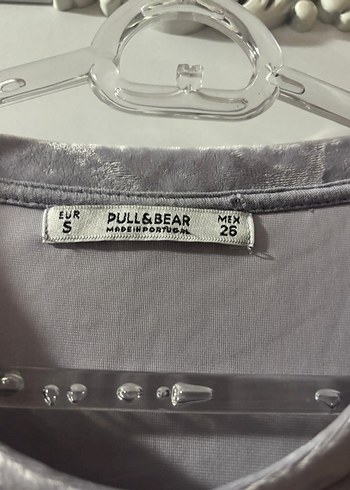 EUR S
PULL&BEAR
MADE IN PORTUGAL
MEX 26